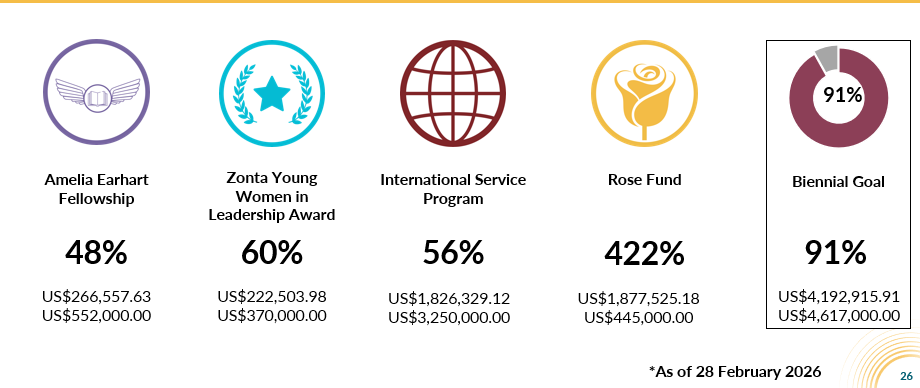 Amelia Earhart
Fellowship
48%
US$266,557.63
US$552,000.00
Zonta Young
Women in
Leadership Award
60%
US$222,503.98
US$370,000.00
International Service
Program
56%
US$1,826,329.12
US$3,250,000.00
Rose Fund
422%
US$1,877,525.18
US$445,000.00
91%
Biennial Goal
91%
US$4,192,915.91
US$4,617,000.00
*As of 28 February 2026
26